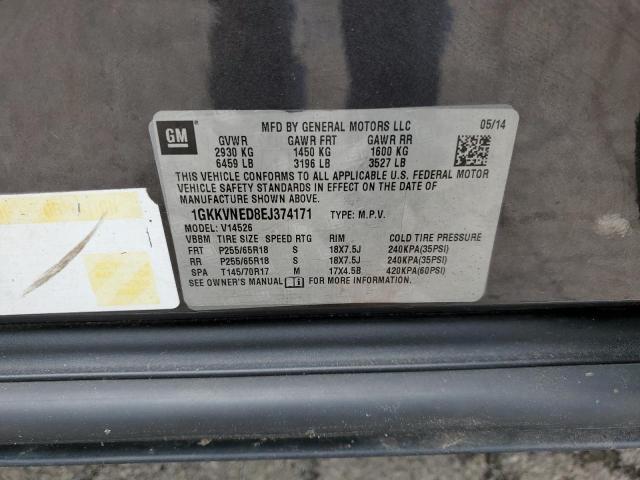 GM
MFD BY GENERAL MOTORS LLC
05/14
GVWR GAWR FRT GAWR RR
2930 KG 1450 KG 1600 KG
6459 LB 3196 LB 3527 LB
THIS VEHICLE CONFORMS TO ALL APPLICABLE U.S. FEDERAL MOTOR
VEHICLE SAFETY STANDARDS IN EFFECT ON THE DATE OF
MANUFACTURE SHOWN ABOVE.
1GKKVNED8EJ374171 TYPE: M.P.V.
MODEL: V14526
VBBM TIRE SIZE SPEED RTG RIM COLD TIRE PRESSURE
FRT P255/65R18 S 18X7.5J 240KPA(35PSI)
RR P255/65R18 S 18X7.5J 240KPA(35PSI)
SPA T145/70R17 M 17X4.5B 420KPA(60PSI)
SEE OWNER'S MANUAL FOR MORE INFORMATION.